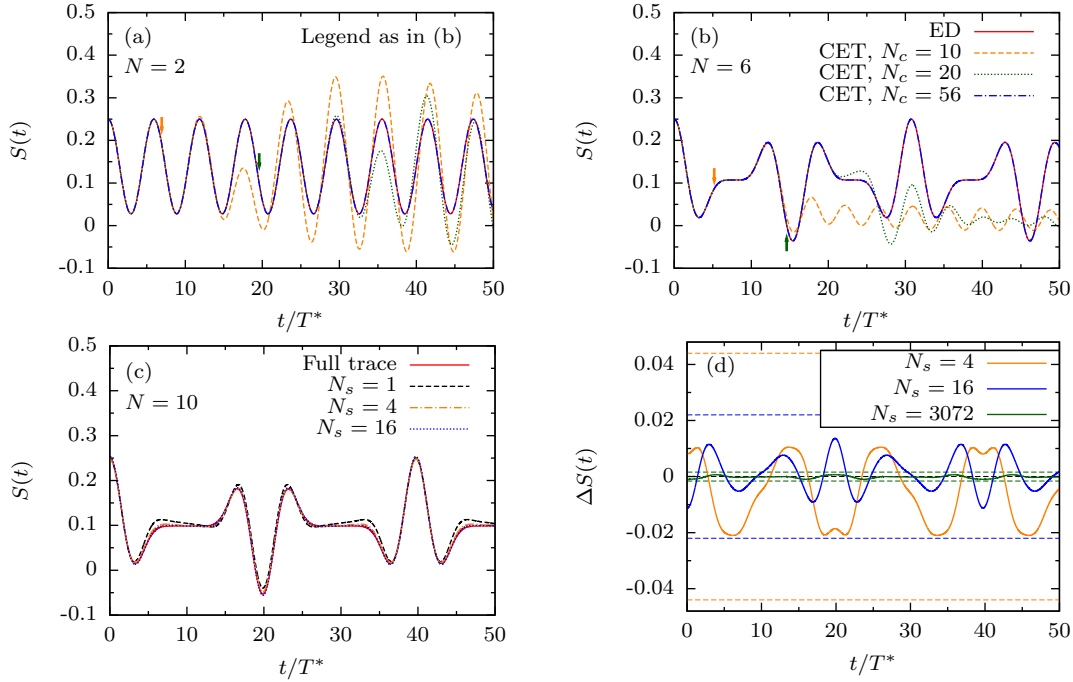 (a)
Legend as in (b)
N = 2
S(t)
0.5
0.4
0.3
0.2
0.1
0
-0.1
0 10 20 30 40 50
t/T*
(b)
N = 6
ED
CET, N_c = 10
CET, N_c = 20
CET, N_c = 56
S(t)
0.5
0.4
0.3
0.2
0.1
0
-0.1
0 10 20 30 40 50
t/T*
(c)
N = 10
Full trace
N_s = 1
N_s = 4
N_s = 16
S(t)
0.5
0.4
0.3
0.2
0.1
0
-0.1
0 10 20 30 40 50
t/T*
(d)
N_s = 4
N_s = 16
N_s = 3072
ΔS(t)
0.04
0.02
0
-0.02
-0.04
0 10 20 30 40 50
t/T*